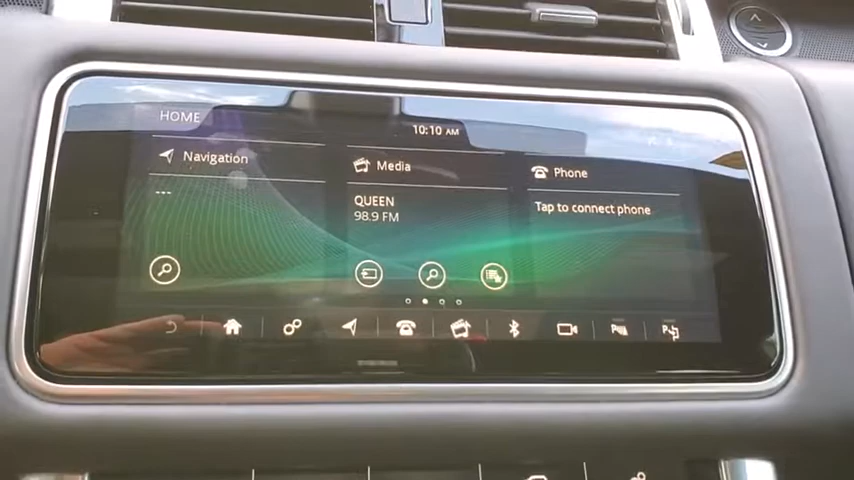 HOME
10:10 AM
Navigation
Media
Phone
...
QUEEN
98.9 FM
Tap to connect phone